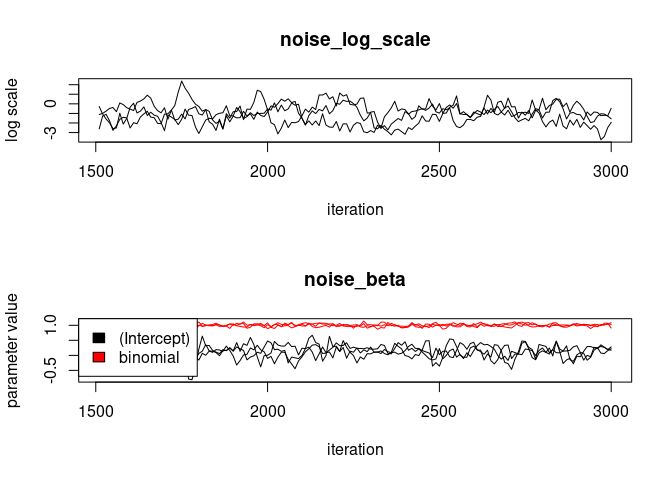 noise_log_scale
log scale
0
-3
1500 2000 2500 3000
iteration
noise_beta
parameter value
1.0
-0.5
(Intercept)
binomial
1500 2000 2500 3000
iteration